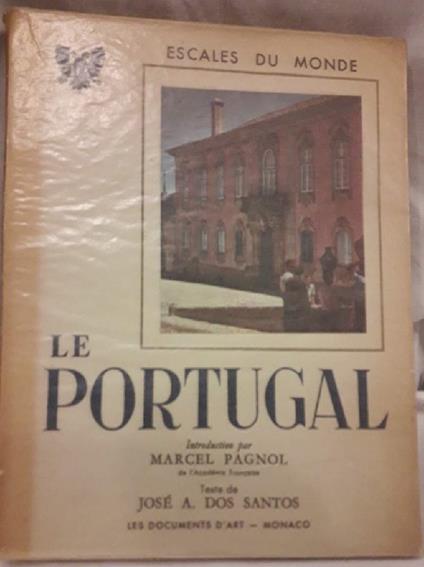 ESCALES DU MONDE
LE
PORTUGAL
Introduction par
MARCEL PAGNOL
de l'Académie Française
Texte de
JOSÉ A. DOS SANTOS
LES DOCUMENTS D'ART — MONACO